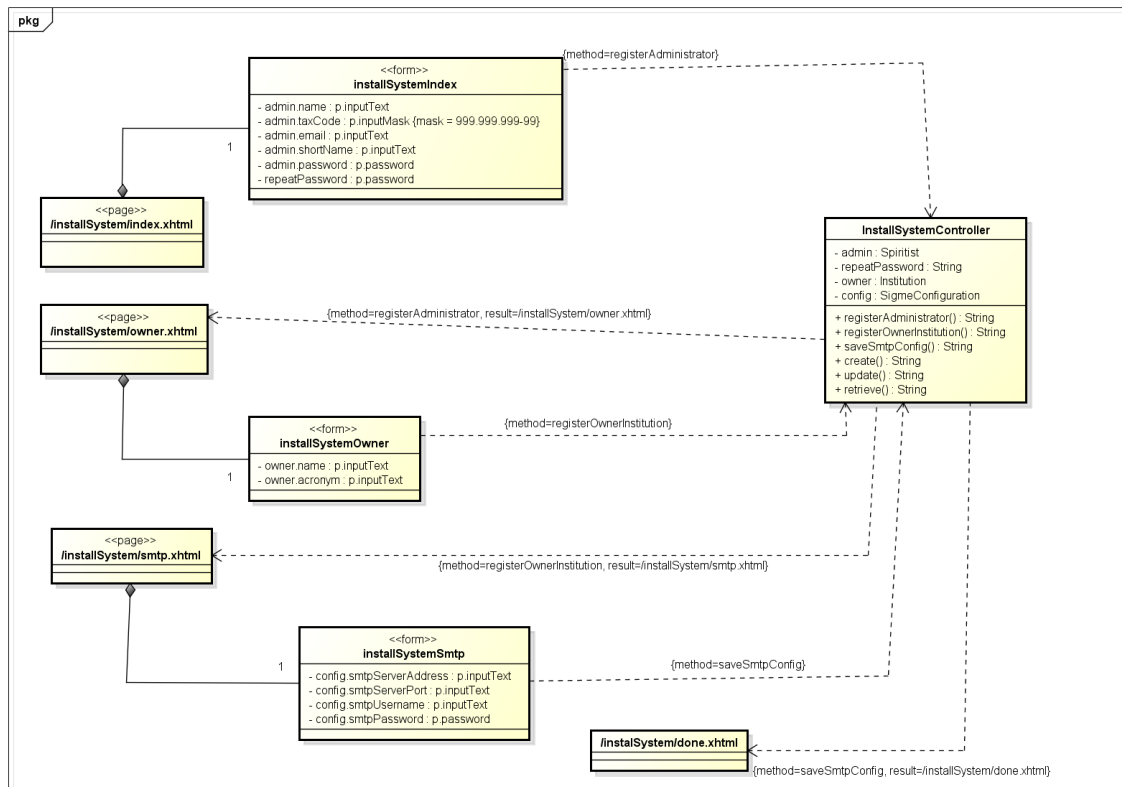 pkg
{method=registerAdministrator}
<<form>>
installSystemIndex
- admin.name : p.inputText
- admin.taxCode : p.inputMask {mask = 999.999.999-99}
- admin.email : p.inputText
- admin.shortName : p.inputText
- admin.password : p.password
- repeatPassword : p.password
1
<<page>>
/installSystem/index.xhtml
InstallSystemController
- admin : Spiritist
- repeatPassword : String
- owner : Institution
- config : SigmeConfiguration
+ registerAdministrator() : String
+ registerOwnerInstitution() : String
+ saveSmtpConfig() : String
+ create() : String
+ update() : String
+ retrieve() : String
<<page>>
/installSystem/owner.xhtml
{method=registerAdministrator, result=/installSystem/owner.xhtml}
<<form>>
installSystemOwner
- owner.name : p.inputText
- owner.acronym : p.inputText
1
{method=registerOwnerInstitution}
<<page>>
/installSystem/smtp.xhtml
{method=registerOwnerInstitution, result=/installSystem/smtp.xhtml}
<<form>>
installSystemSmtp
- config.smtpServerAddress : p.inputText
- config.smtpServerPort : p.inputText
- config.smtpUsername : p.inputText
- config.smtpPassword : p.password
1
{method=saveSmtpConfig}
/instalSystem/done.xhtml
{method=saveSmtpConfig, result=/installSystem/done.xhtml}